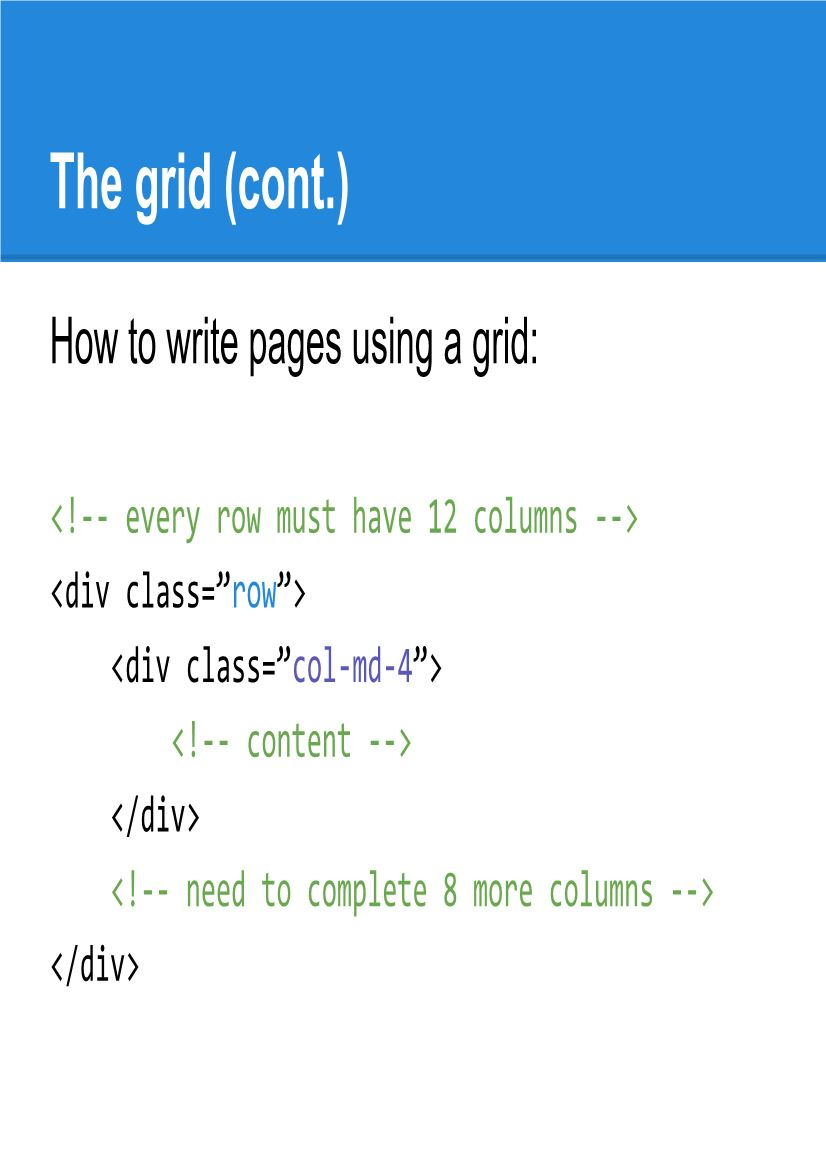 The grid (cont.)
How to write pages using a grid:
<!-- every row must have 12 columns -->
<div class=”row”>
<div class=”col-md-4”>
<!-- content -->
</div>
<!-- need to complete 8 more columns -->
</div>